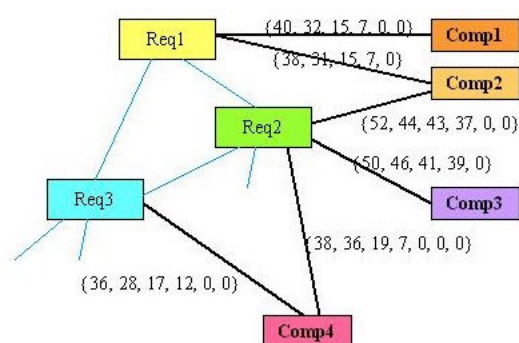 {40, 32, 15, 7, 0, 0}
Req1
Comp1
{38, 31, 15, 7, 0}
Comp2
Req2
{52, 44, 43, 37, 0, 0}
{50, 46, 41, 39, 0}
Req3
Comp3
{38, 36, 19, 7, 0, 0, 0}
{36, 28, 17, 12, 0, 0}
Comp4